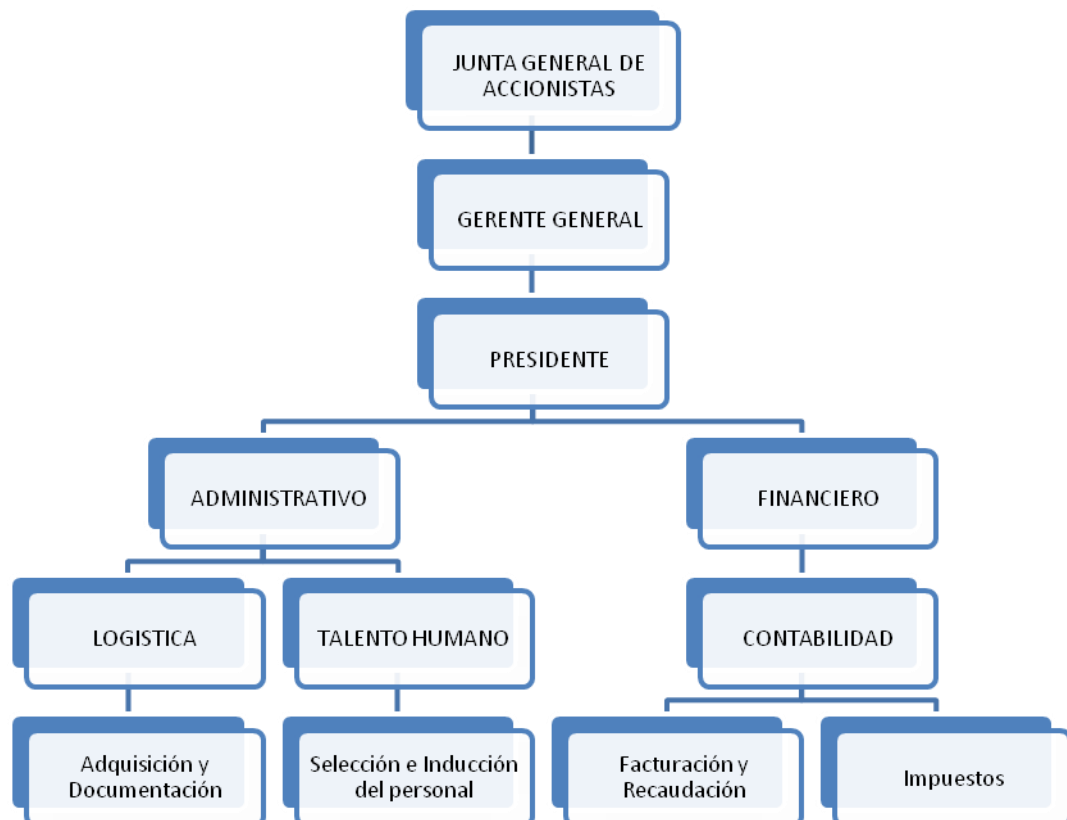 JUNTA GENERAL DE
ACCIONISTAS
GERENTE GENERAL
PRESIDENTE
ADMINISTRATIVO
FINANCIERO
LOGISTICA
TALENTO HUMANO
CONTABILIDAD
Adquisición y
Documentación
Selección e Inducción
del personal
Facturación y
Recaudación
Impuestos